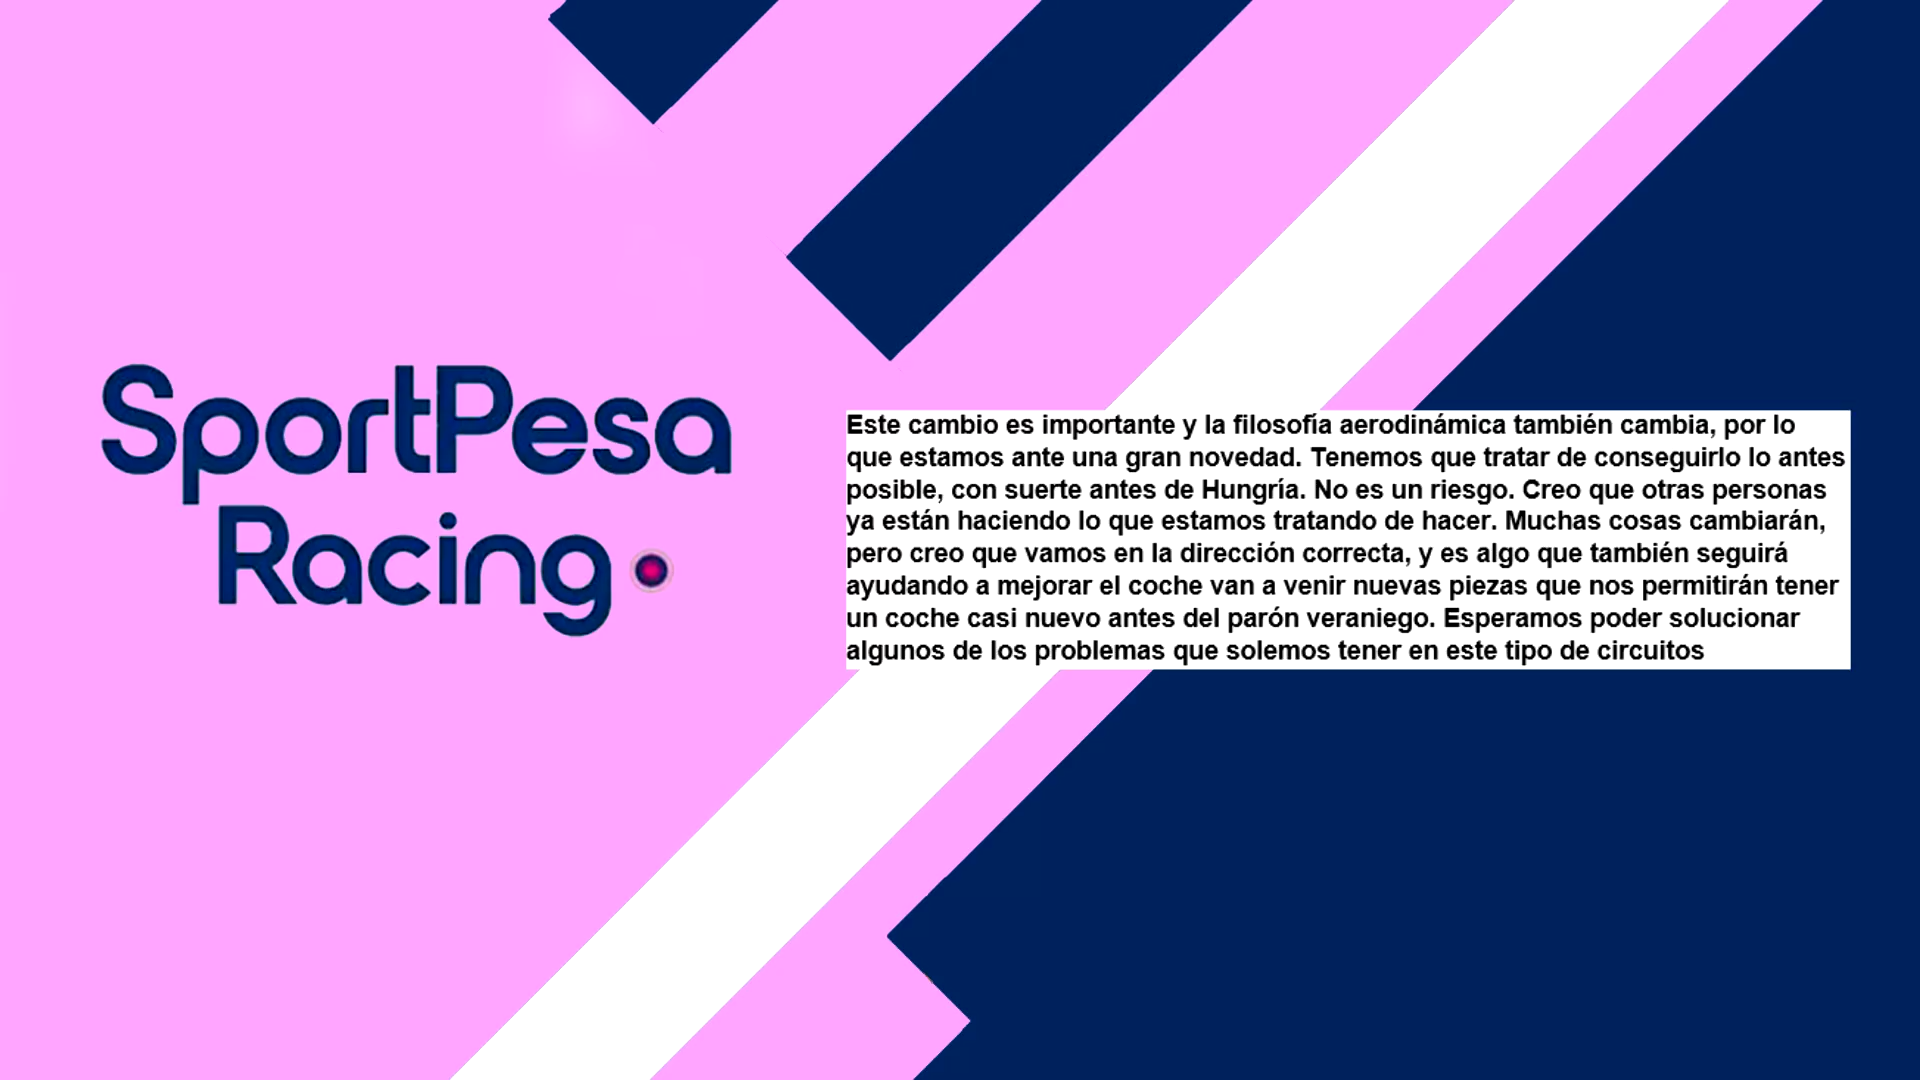 SportPesa
Racing
Este cambio es importante y la filosofía aerodinámica también cambia, por lo
que estamos ante una gran novedad. Tenemos que tratar de conseguirlo lo antes
posible, con suerte antes de Hungría. No es un riesgo. Creo que otras personas
ya están haciendo lo que estamos tratando de hacer. Muchas cosas cambiarán,
pero creo que vamos en la dirección correcta, y es algo que también seguirá
ayudando a mejorar el coche van a venir nuevas piezas que nos permitirán tener
un coche casi nuevo antes del parón veraniego. Esperamos poder solucionar
algunos de los problemas que solemos tener en este tipo de circuitos